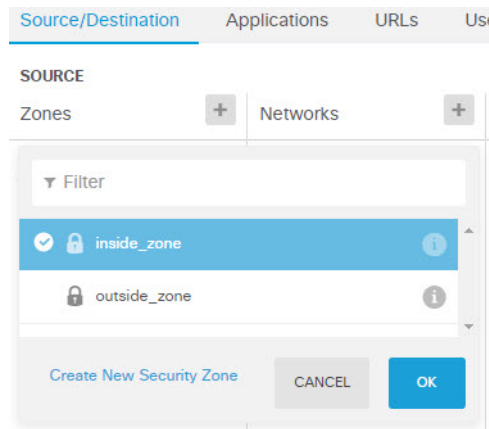 Source/Destination Applications URLs
SOURCE
Zones + Networks +
Filter
inside_zone i
outside_zone i
Create New Security Zone CANCEL OK